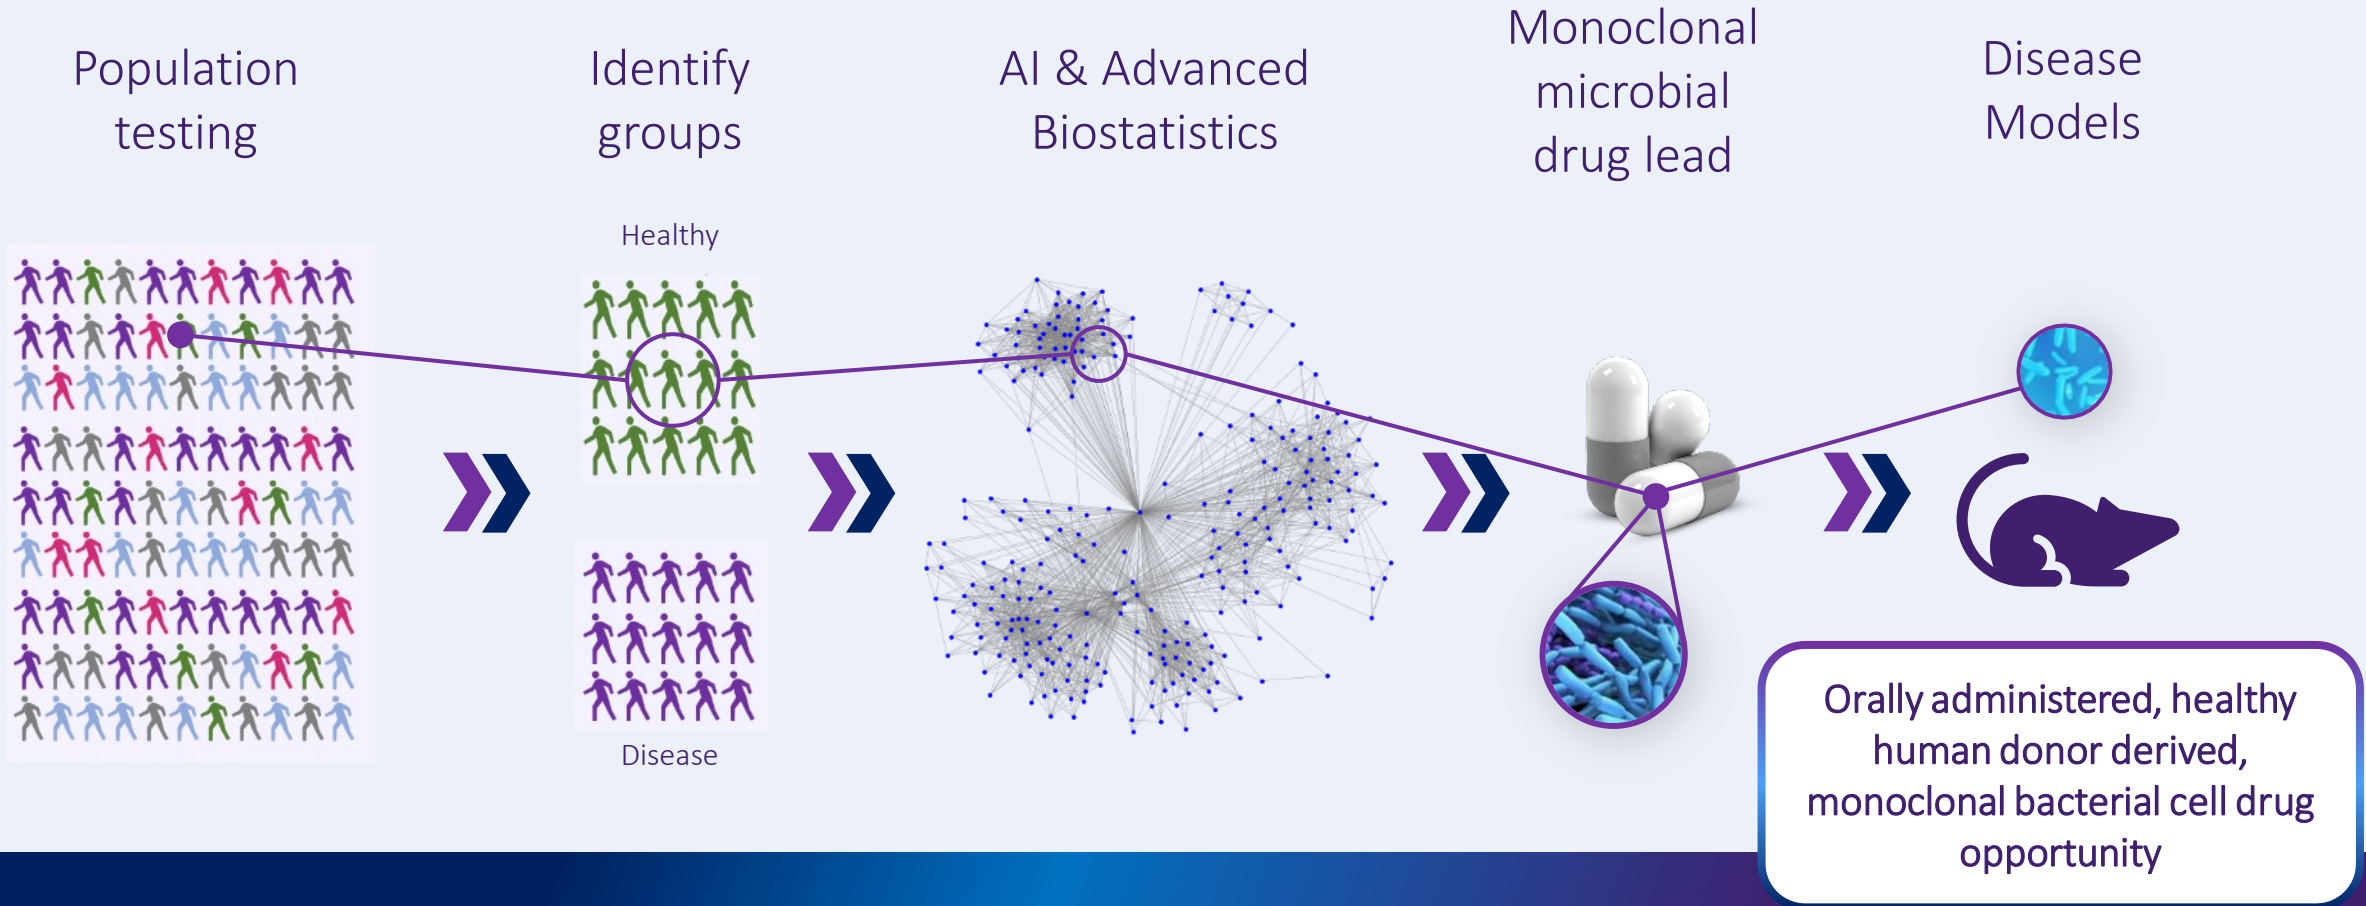 Population
testing
Identify
groups
AI & Advanced
Biostatistics
Monoclonal
microbial
drug lead
Disease
Models
Healthy
Disease
Orally administered, healthy
human donor derived,
monoclonal bacterial cell drug
opportunity